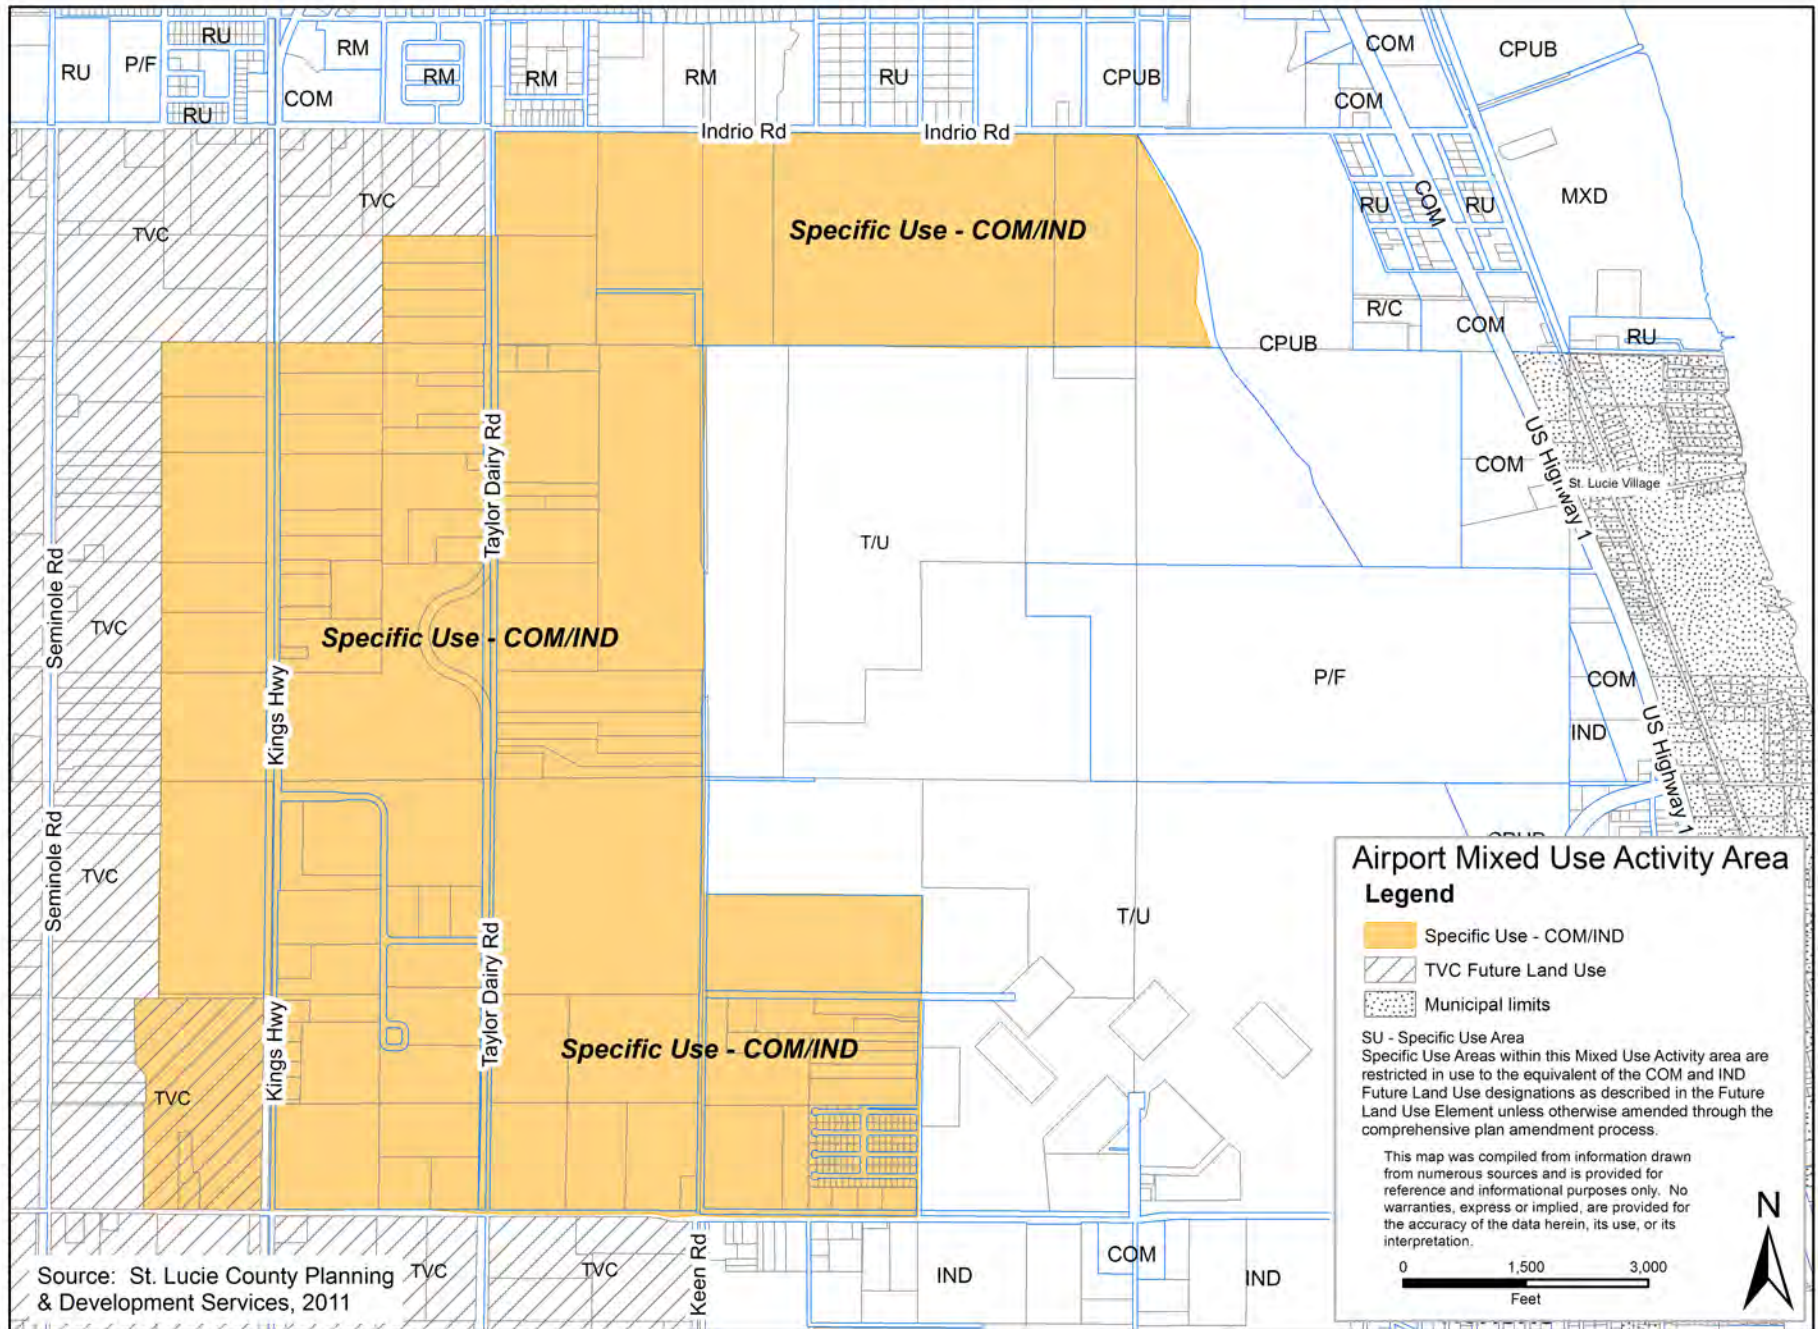 COM
CPUB
RU
RM
RU
P/F
RM
RM
RM
RU
CPUB
COM
COM
RU
Indrio Rd
Indrio Rd
TVC
TVC
Specific Use - COM/IND
RU
COM
RU
MXD
R/C
COM
RU
CPUB
Taylor Dairy Rd
US Highway 1
COM
St. Lucie Village
T/U
Seminole Rd
TVC
Specific Use - COM/IND
Kings Hwy
P/F
COM
IND
US Highway 1
Seminole Rd
TVC
Taylor Dairy Rd
T/U
Kings Hwy
Specific Use - COM/IND
TVC
TVC
TVC
Keen Rd
IND
COM
IND
Source: St. Lucie County Planning
& Development Services, 2011
Airport Mixed Use Activity Area
Legend
Specific Use - COM/IND
TVC Future Land Use
Municipal limits
SU - Specific Use Area
Specific Use Areas within this Mixed Use Activity area are
restricted in use to the equivalent of the COM and IND
Future Land Use designations as described in the Future
Land Use Element unless otherwise amended through the
comprehensive plan amendment process.
This map was compiled from information drawn
from numerous sources and is provided for
reference and informational purposes only. No
warranties, express or implied, are provided for
the accuracy of the data herein, its use, or its
interpretation.
0 1,500 3,000
Feet
N